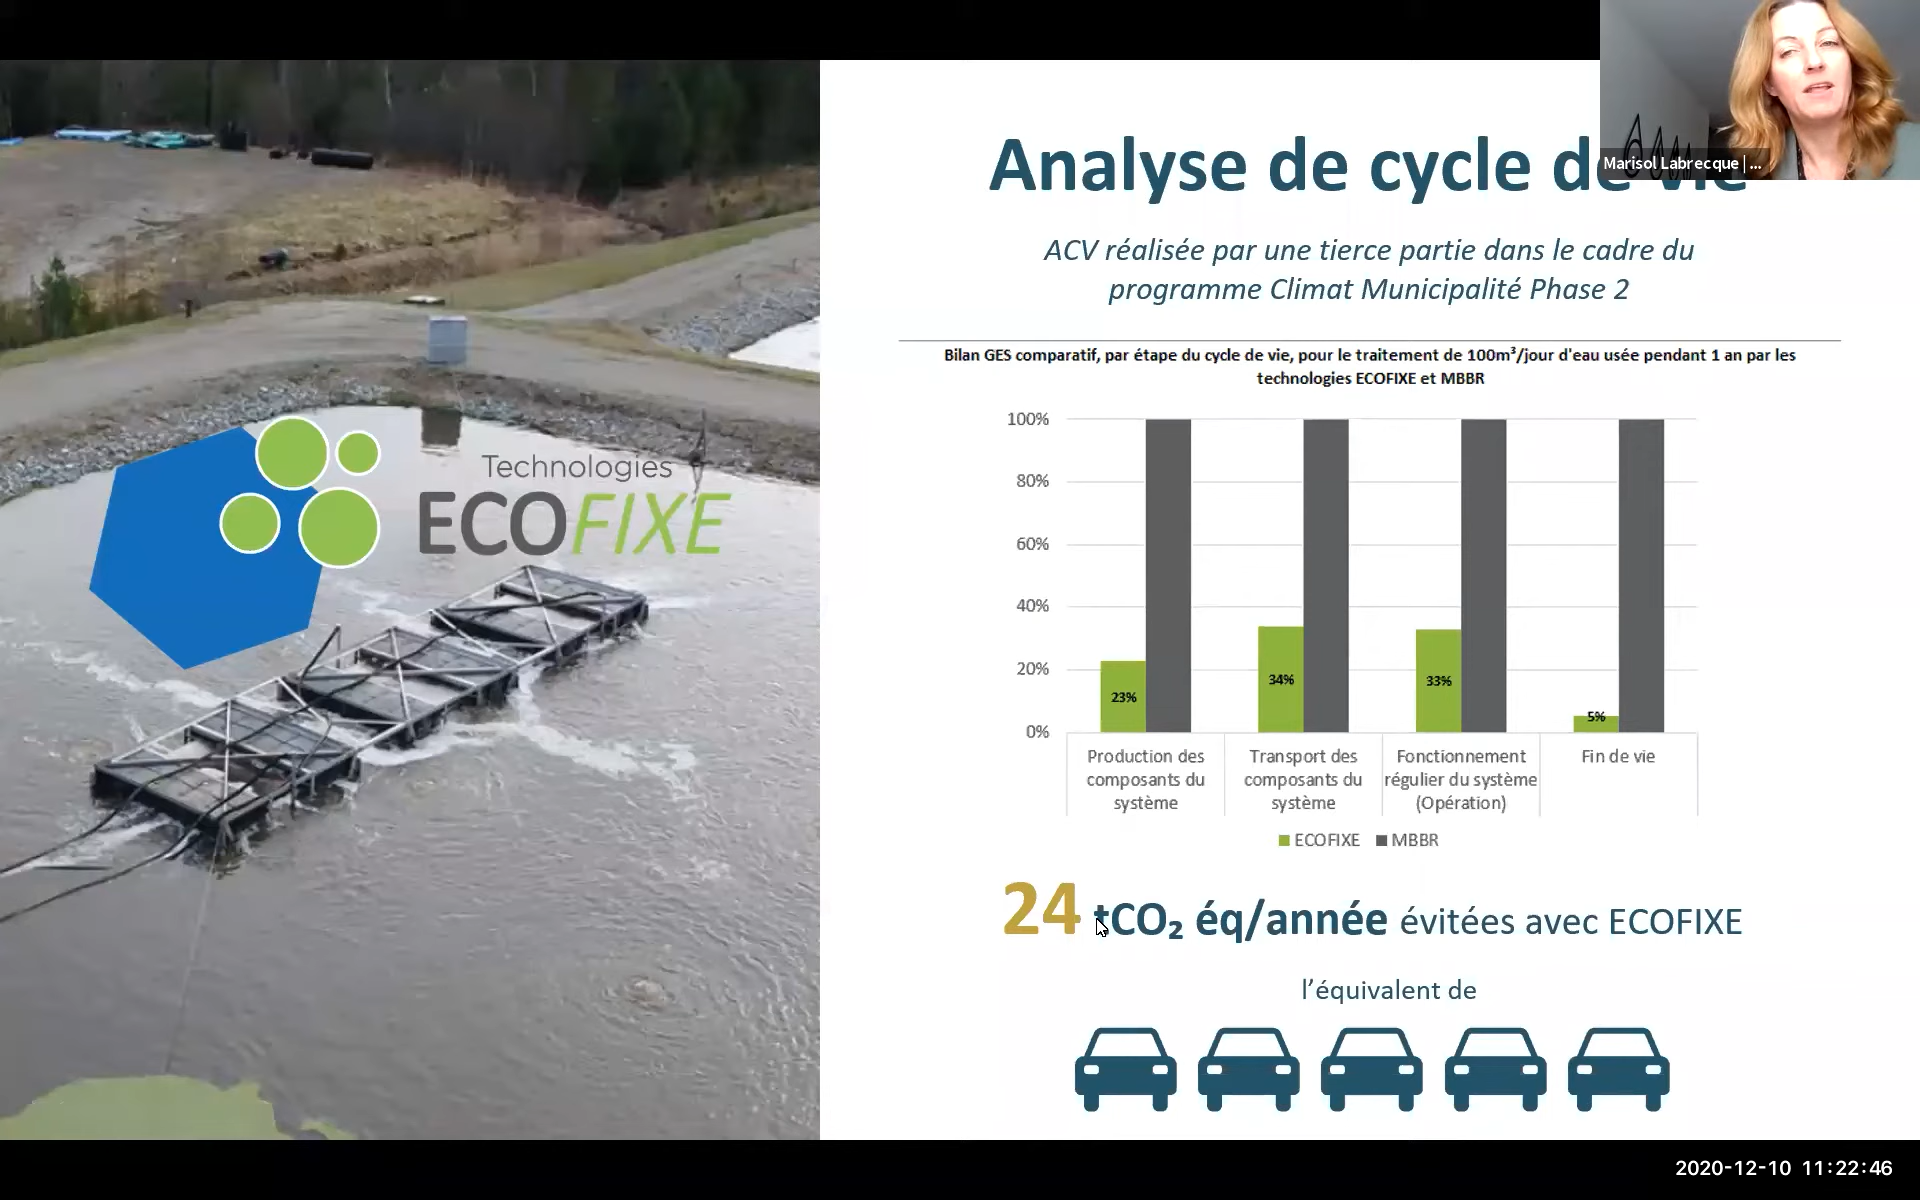 Marisol Labrecque | ...
Technologies
ECOFIXE
Analyse de cycle de vie
ACV réalisée par une tierce partie dans le cadre du
programme Climat Municipalité Phase 2
Bilan GES comparatif, par étape du cycle de vie, pour le traitement de 100m³/jour d'eau usée pendant 1 an par les
technologies ECOFIXE et MBBR
100%
80%
60%
40%
20%
0%
23%
34%
33%
5%
Production des
composants du
système
Transport des
composants du
système
Fonctionnement
régulier du système
(Opération)
Fin de vie
ECOFIXE MBBR
24 tCO₂ éq/année évitées avec ECOFIXE
l'équivalent de
2020-12-10 11:22:46